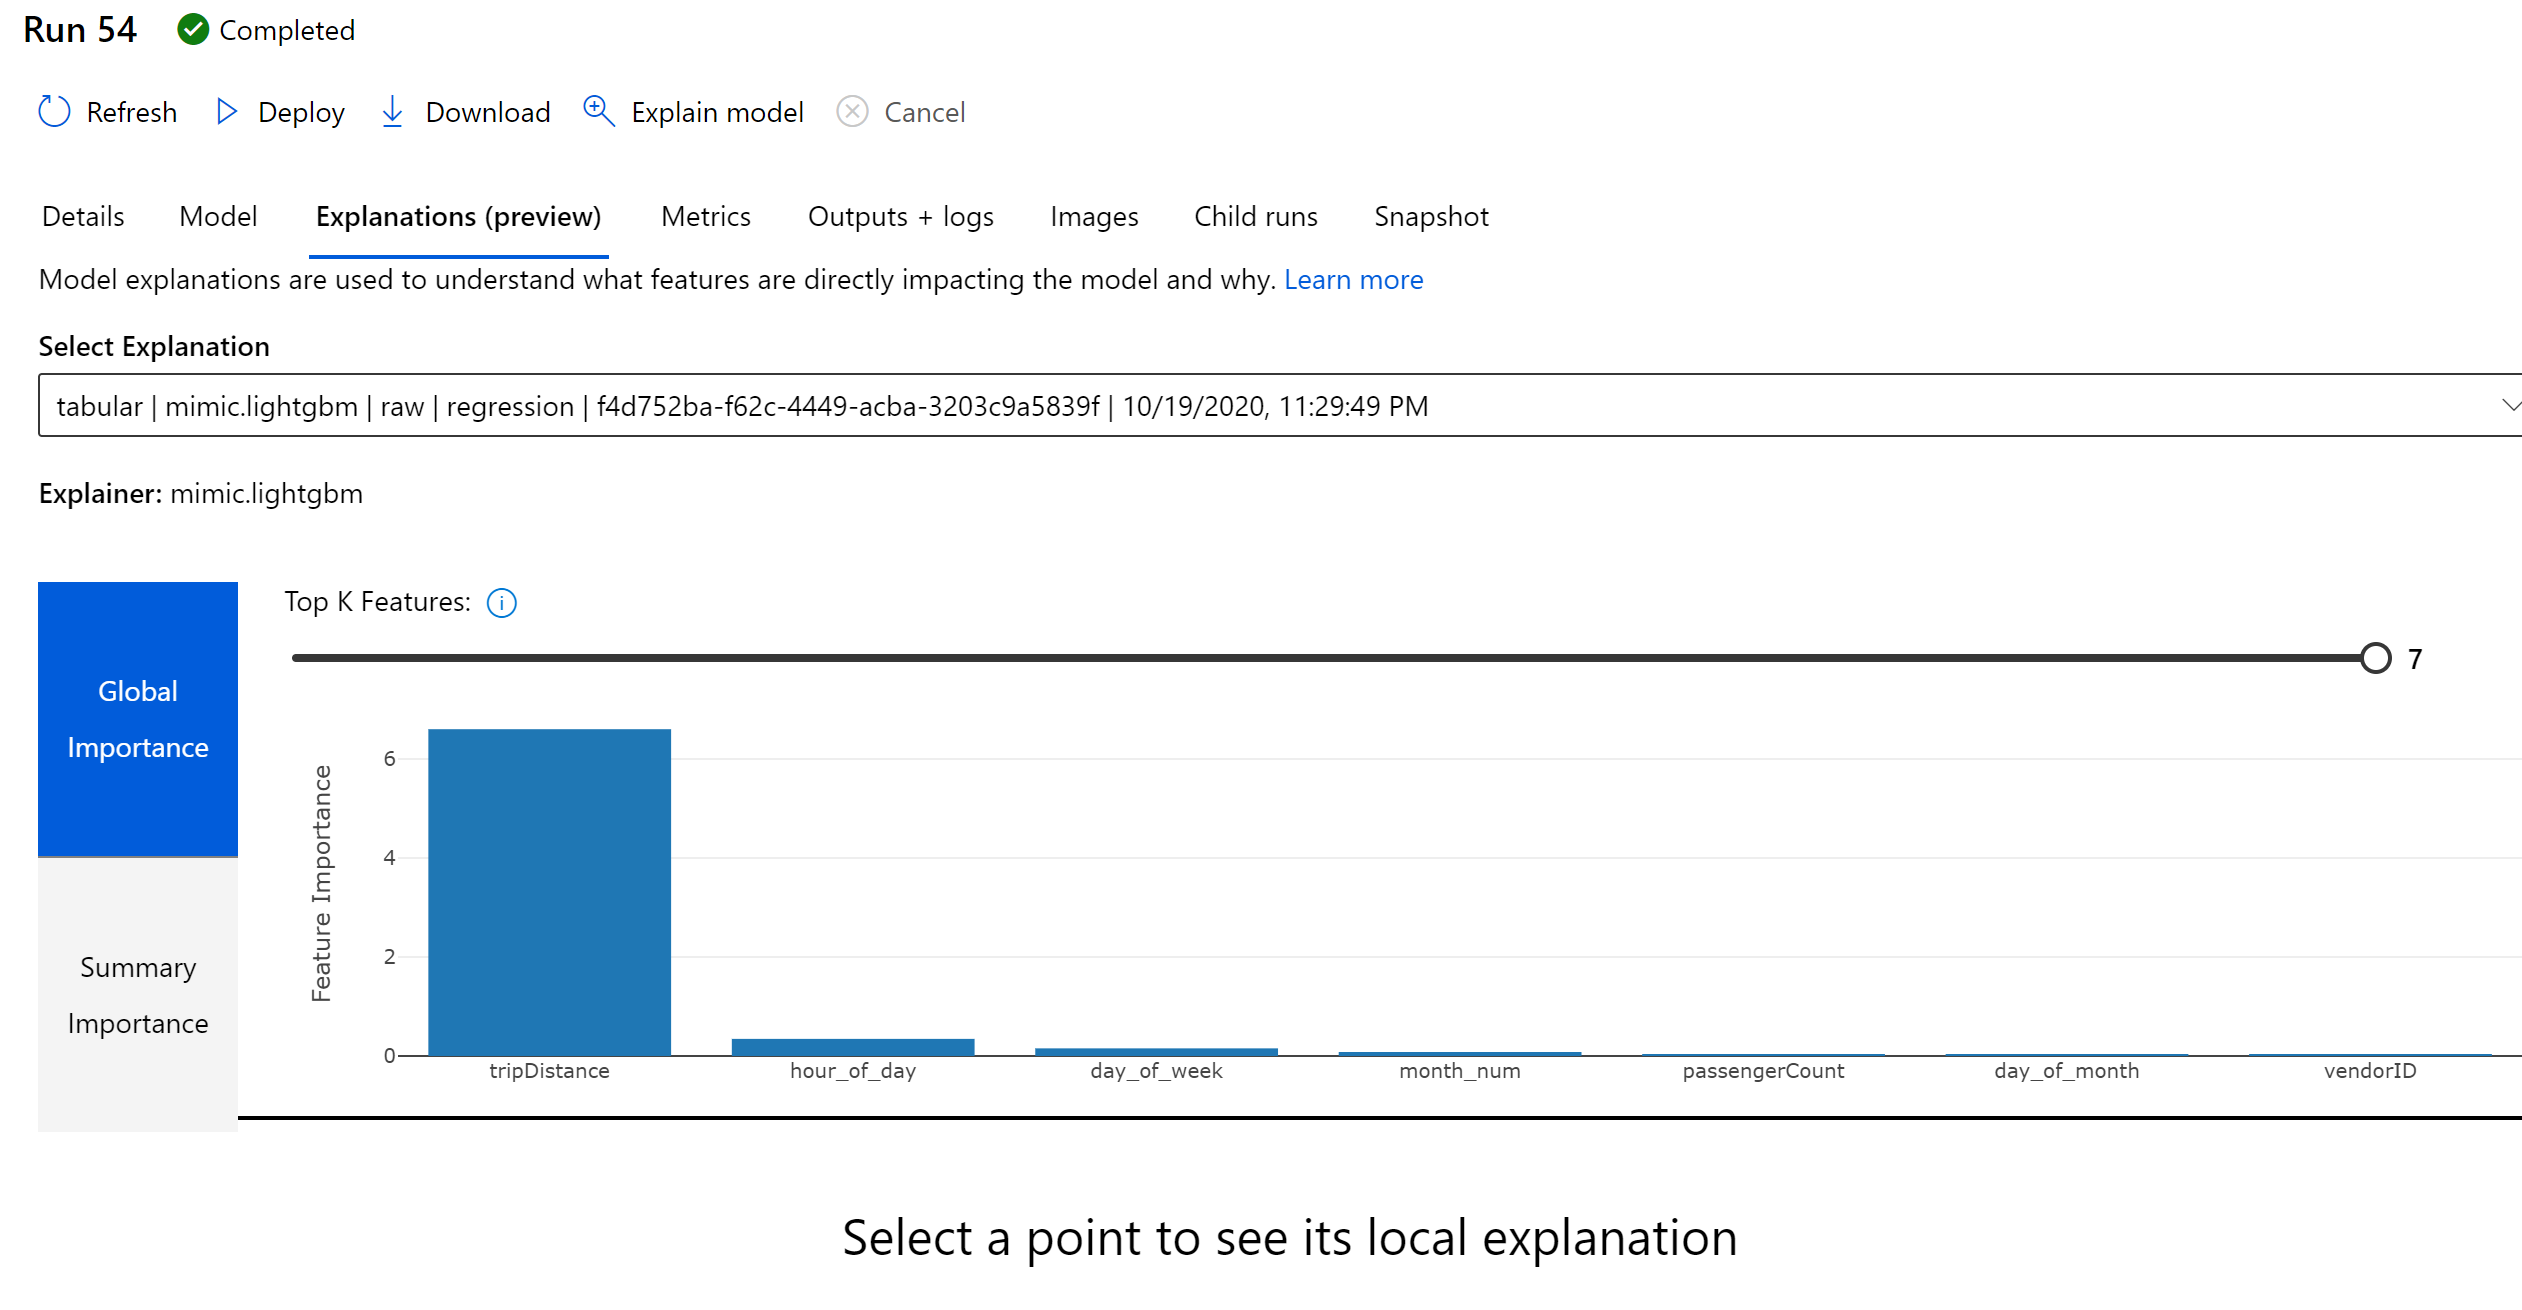 Run 54 Completed
Refresh Deploy Download Explain model Cancel
Details Model Explanations (preview) Metrics Outputs + logs Images Child runs Snapshot
Model explanations are used to understand what features are directly impacting the model and why. Learn more
Select Explanation
tabular | mimic.lightgbm | raw | regression | f4d752ba-f62c-4449-acba-3203c9a5839f | 10/19/2020, 11:29:49 PM
Explainer: mimic.lightgbm
Global
Importance
Summary
Importance
Top K Features:
7
Feature Importance
6
4
2
0
tripDistance hour_of_day day_of_week month_num passengerCount day_of_month vendorID
Select a point to see its local explanation